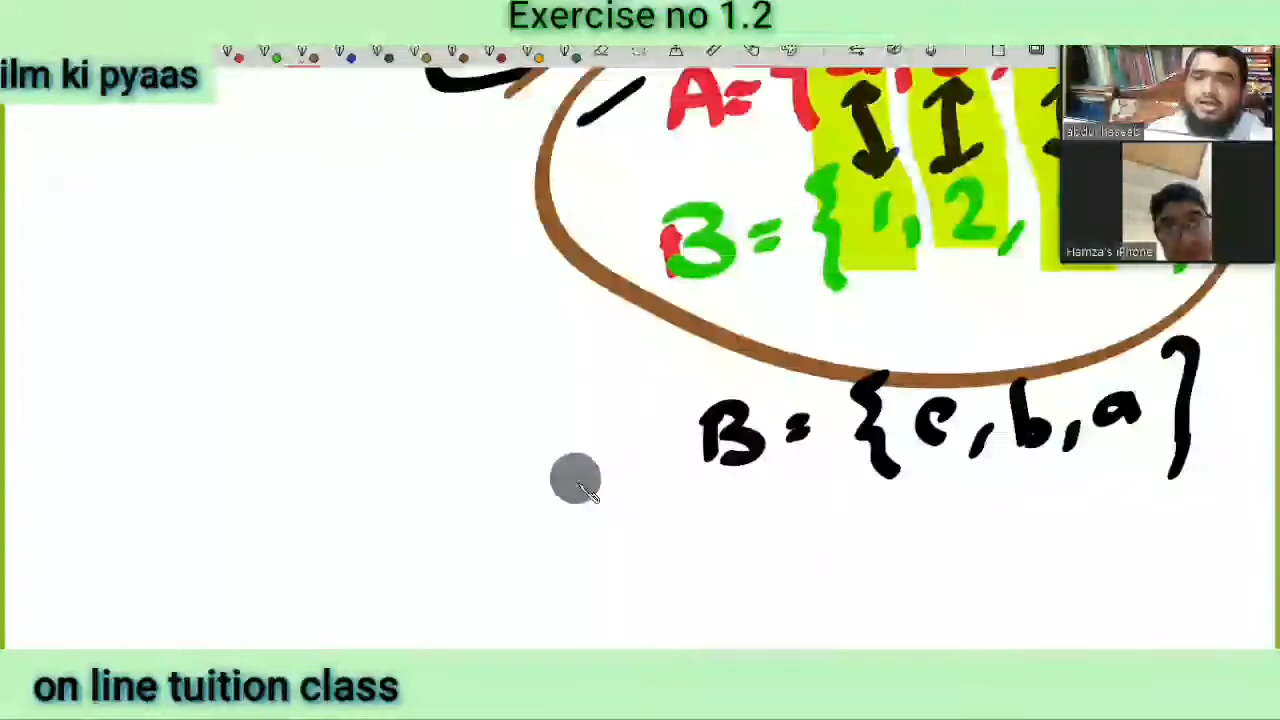 Exercise no 1.2
ilm ki pyaas
abdul haseeb
A = {
B = { 1, 2,
Hamza's iPhone
B = { c, b, a }
on line tuition class